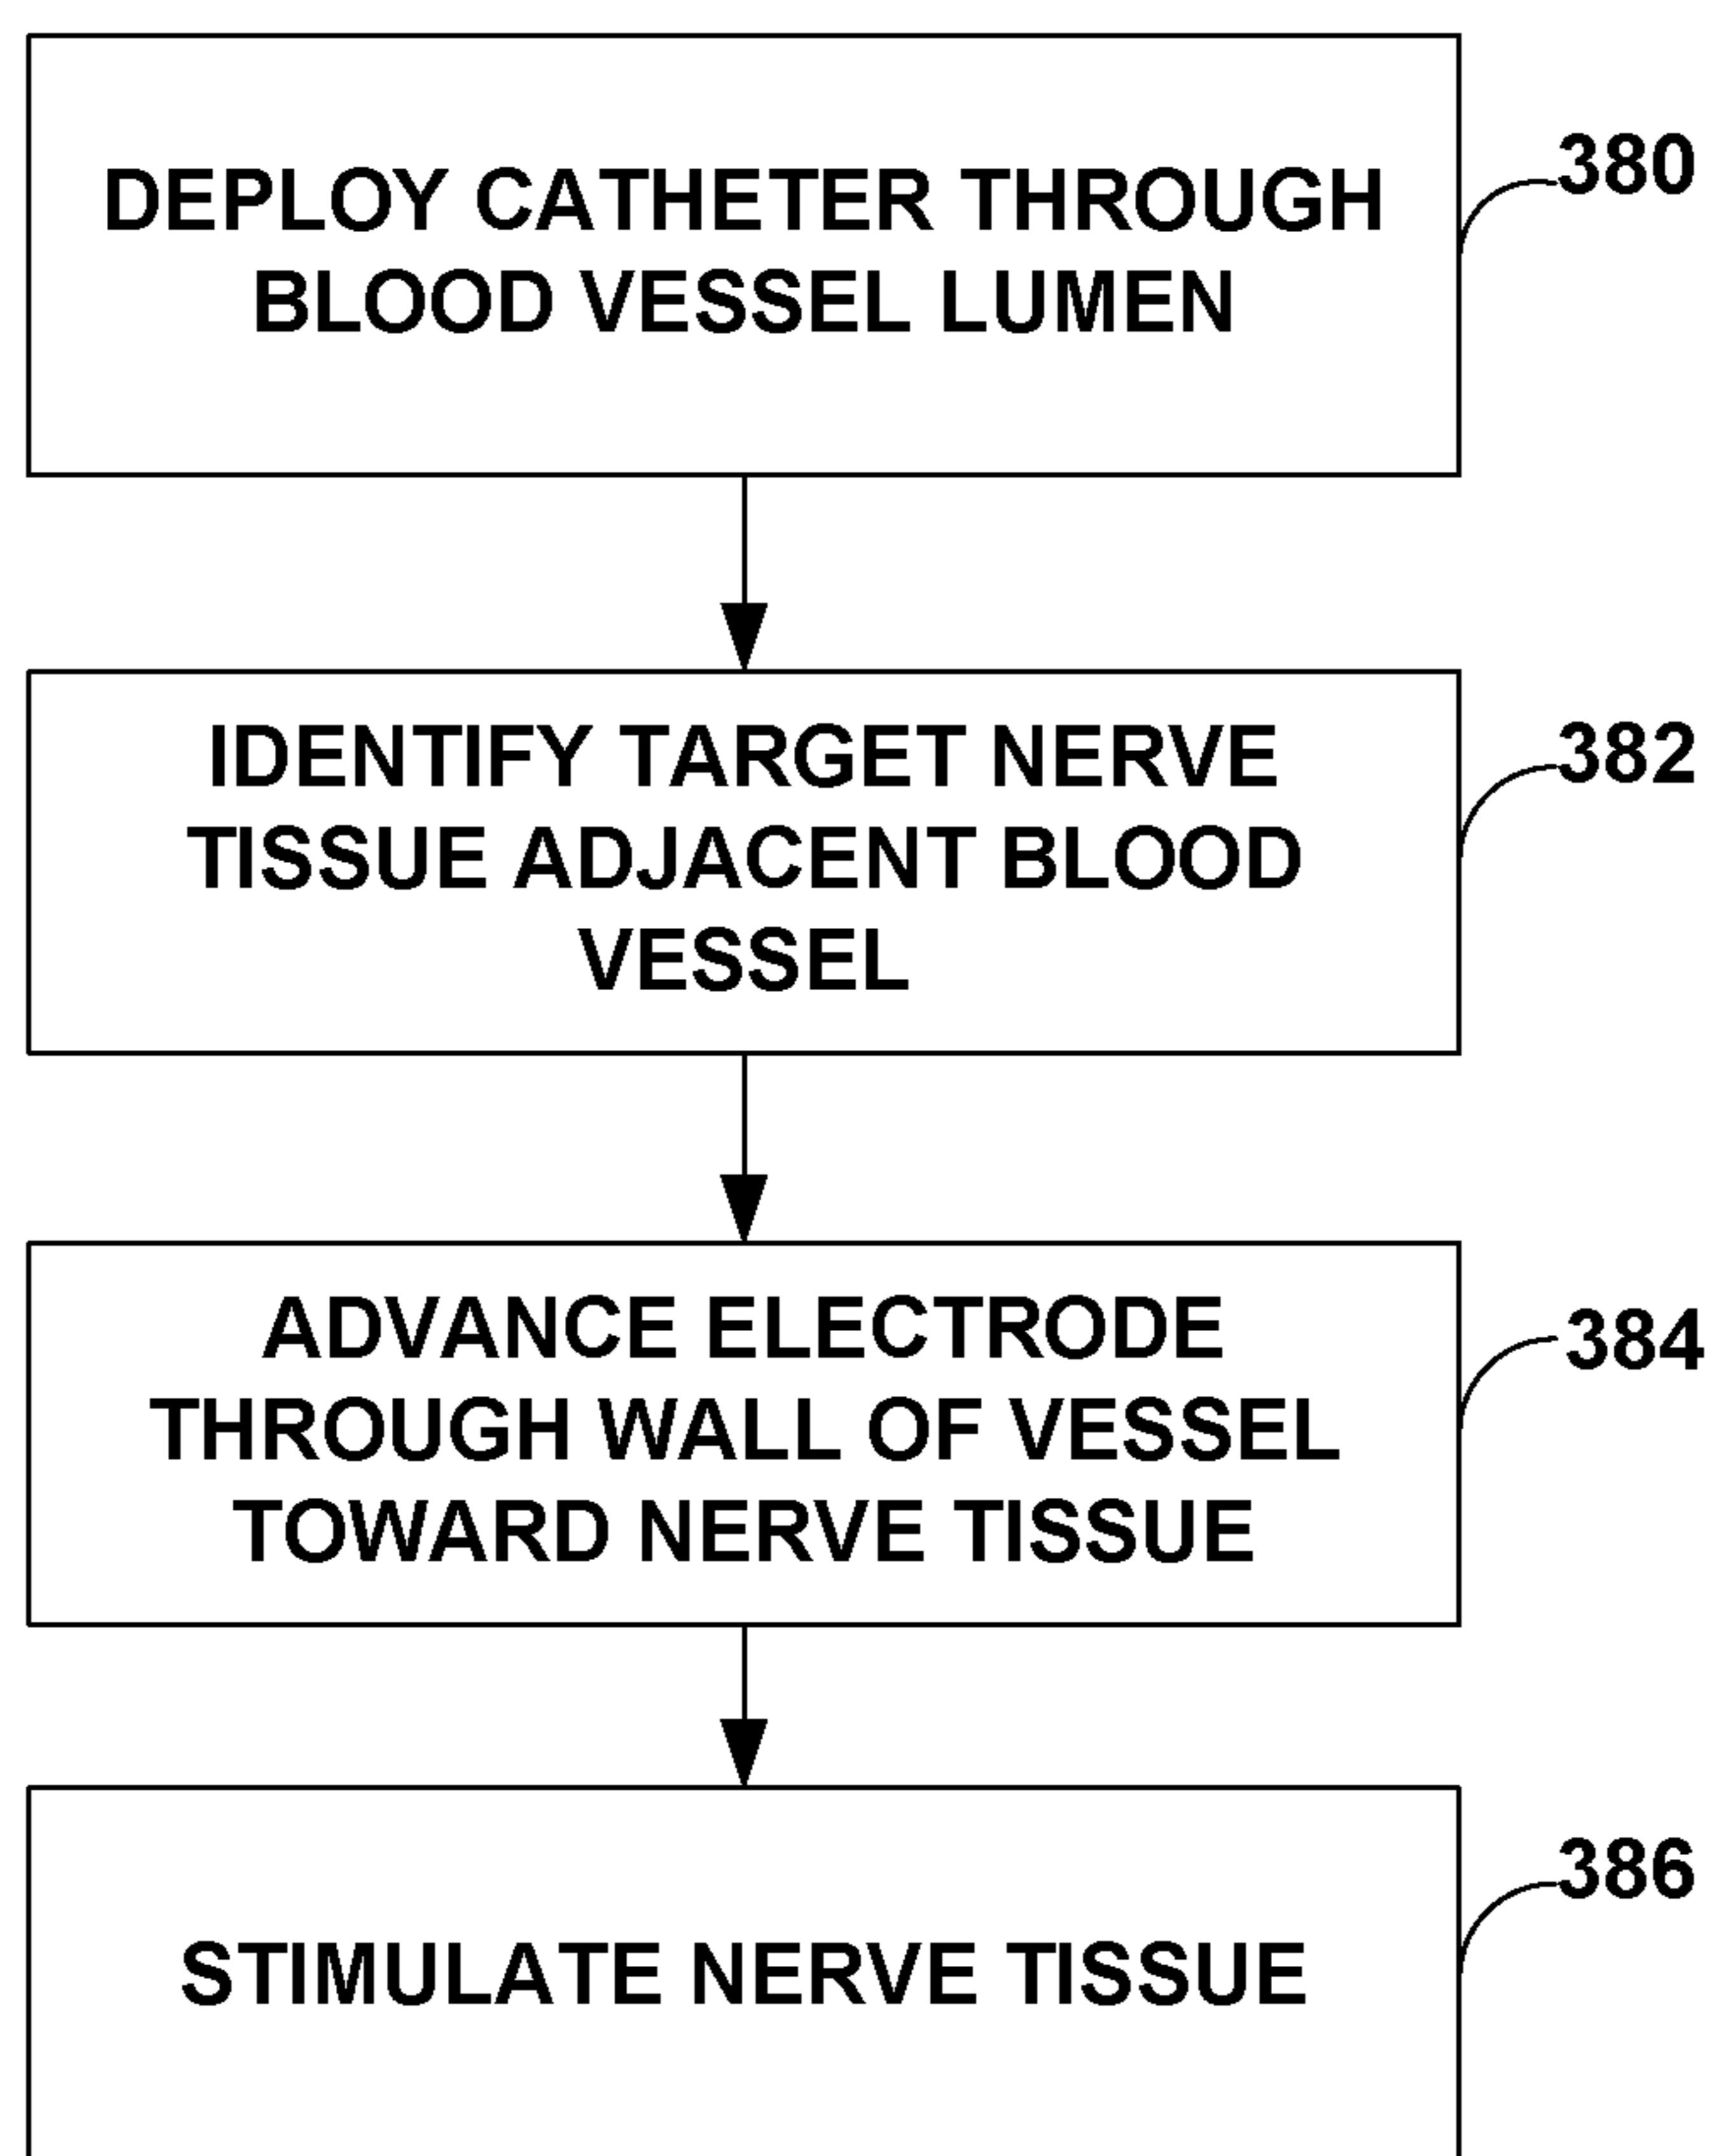 DEPLOY CATHETER THROUGH
BLOOD VESSEL LUMEN
380
IDENTIFY TARGET NERVE
TISSUE ADJACENT BLOOD
VESSEL
382
ADVANCE ELECTRODE
THROUGH WALL OF VESSEL
TOWARD NERVE TISSUE
384
STIMULATE NERVE TISSUE
386